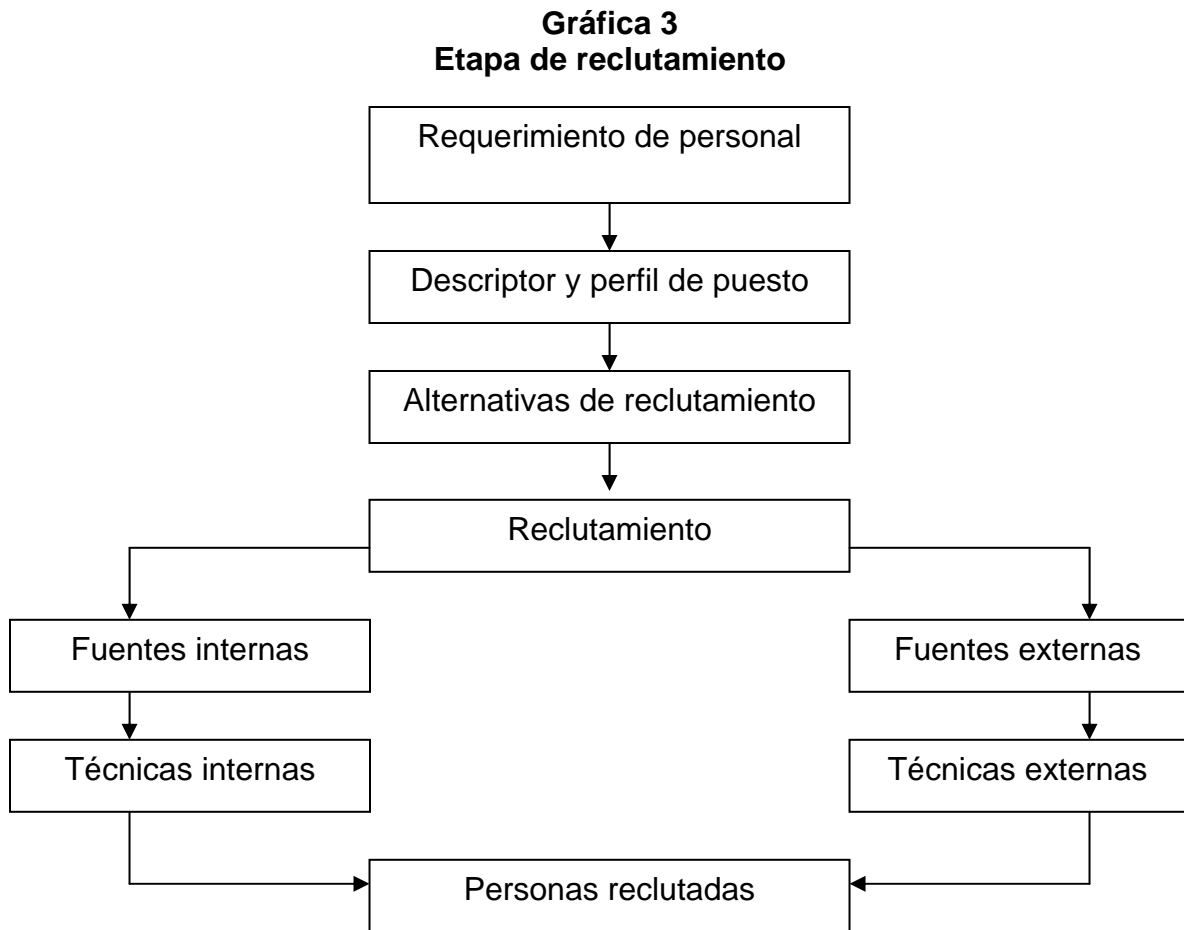 Gráfica 3
Etapa de reclutamiento
Requerimiento de personal
Descriptor y perfil de puesto
Alternativas de reclutamiento
Reclutamiento
Fuentes internas
Fuentes externas
Técnicas internas
Técnicas externas
Personas reclutadas